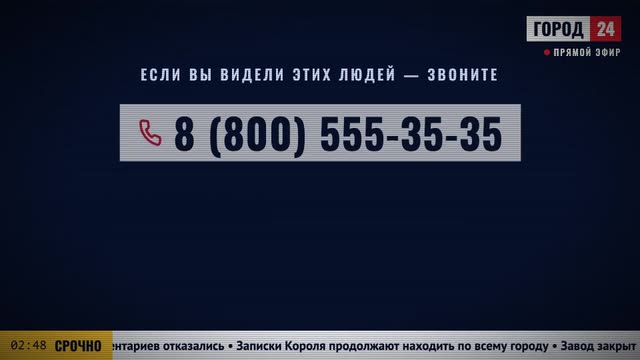 ГОРОД 24
ПРЯМОЙ ЭФИР
ЕСЛИ ВЫ ВИДЕЛИ ЭТИХ ЛЮДЕЙ — ЗВОНИТЕ
8 (800) 555-35-35
02:48 СРОЧНО отказались • Записки Короля продолжают находить по всему городу • Завод закрыт